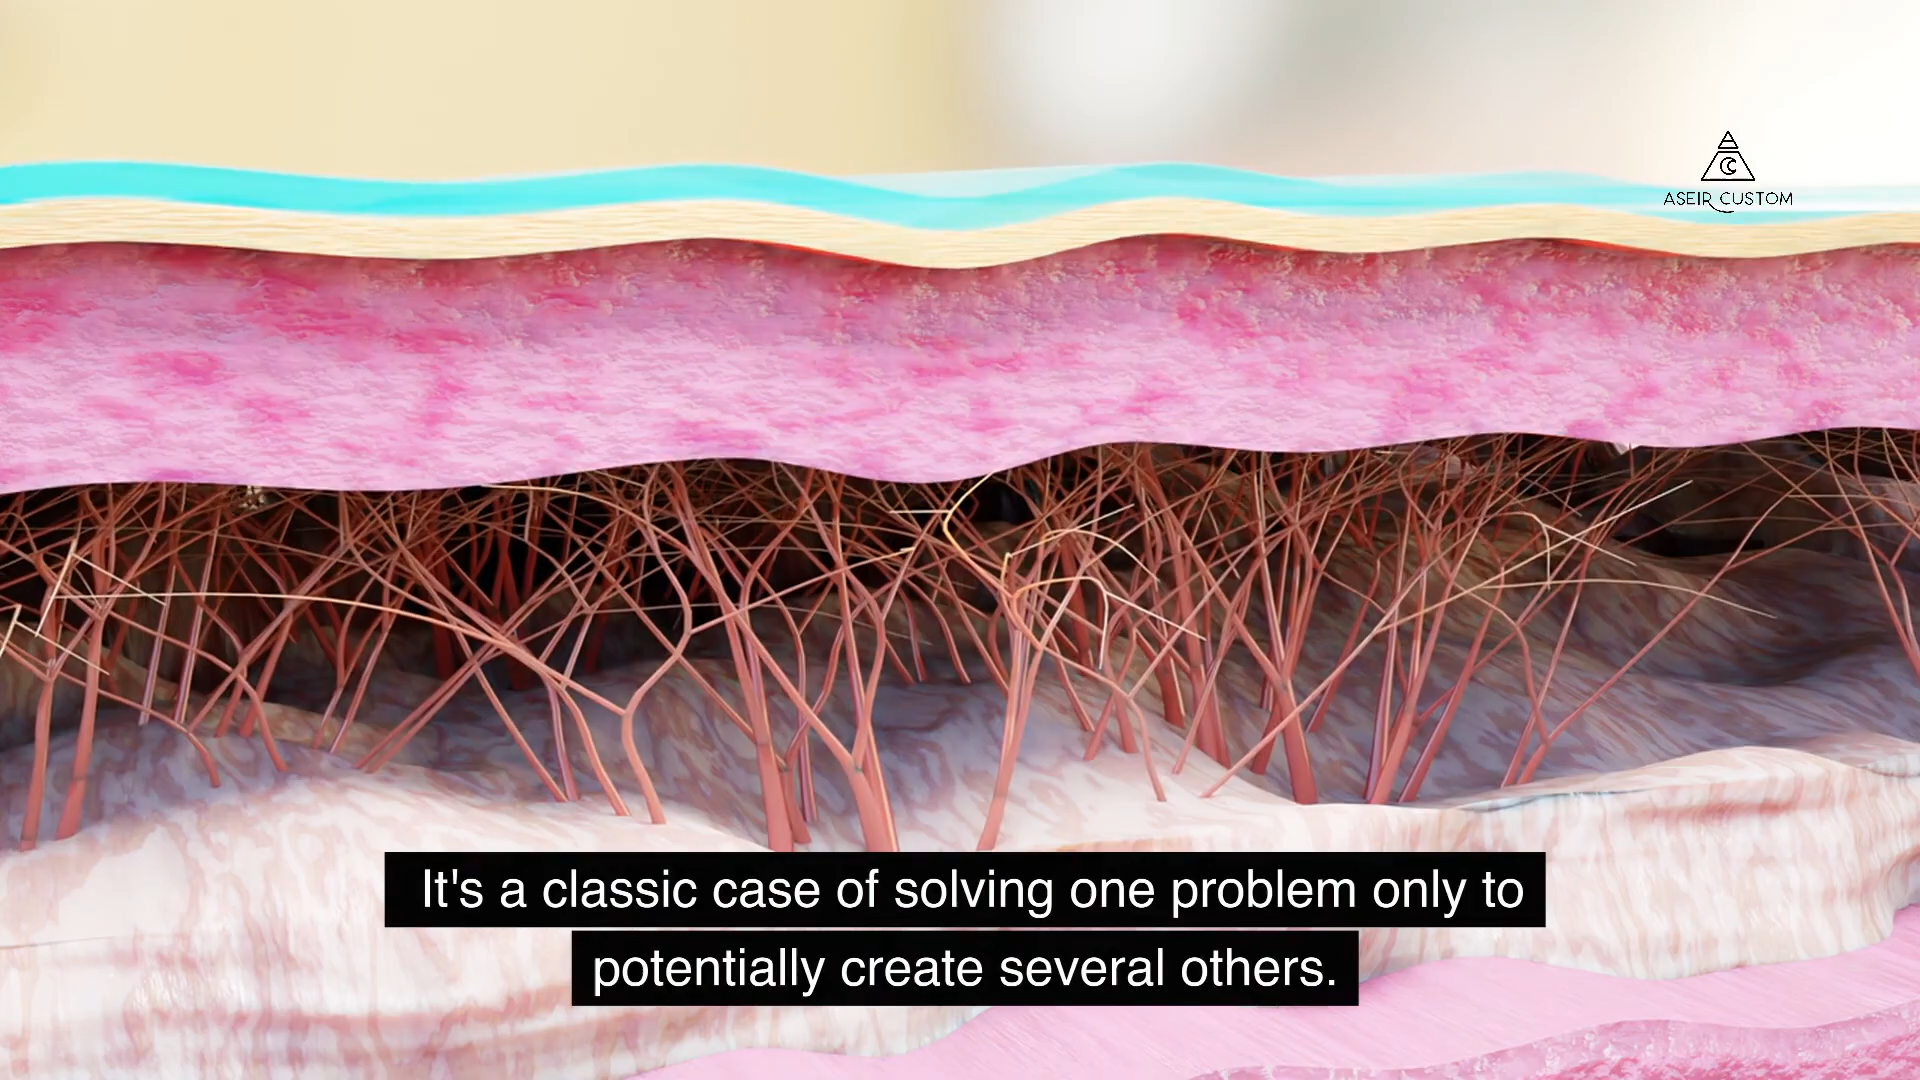 ASEIR CUSTOM
It's a classic case of solving one problem only to
potentially create several others.